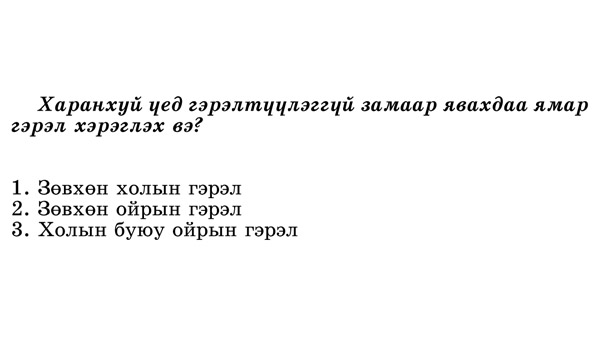 Харанхуй үед гэрэлтүүлэггүй замаар явахдаа ямар
гэрэл хэрэглэх вэ?
1. Зөвхөн холын гэрэл
2. Зөвхөн ойрын гэрэл
3. Холын буюу ойрын гэрэл